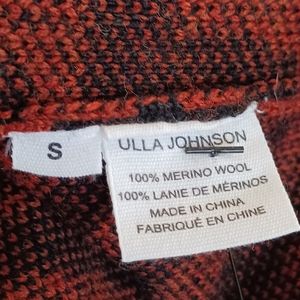 S
ULLA JOHNSON
100% MERINO WOOL
100% LANIE DE MÉRINOS
MADE IN CHINA
FABRIQUÉ EN CHINE